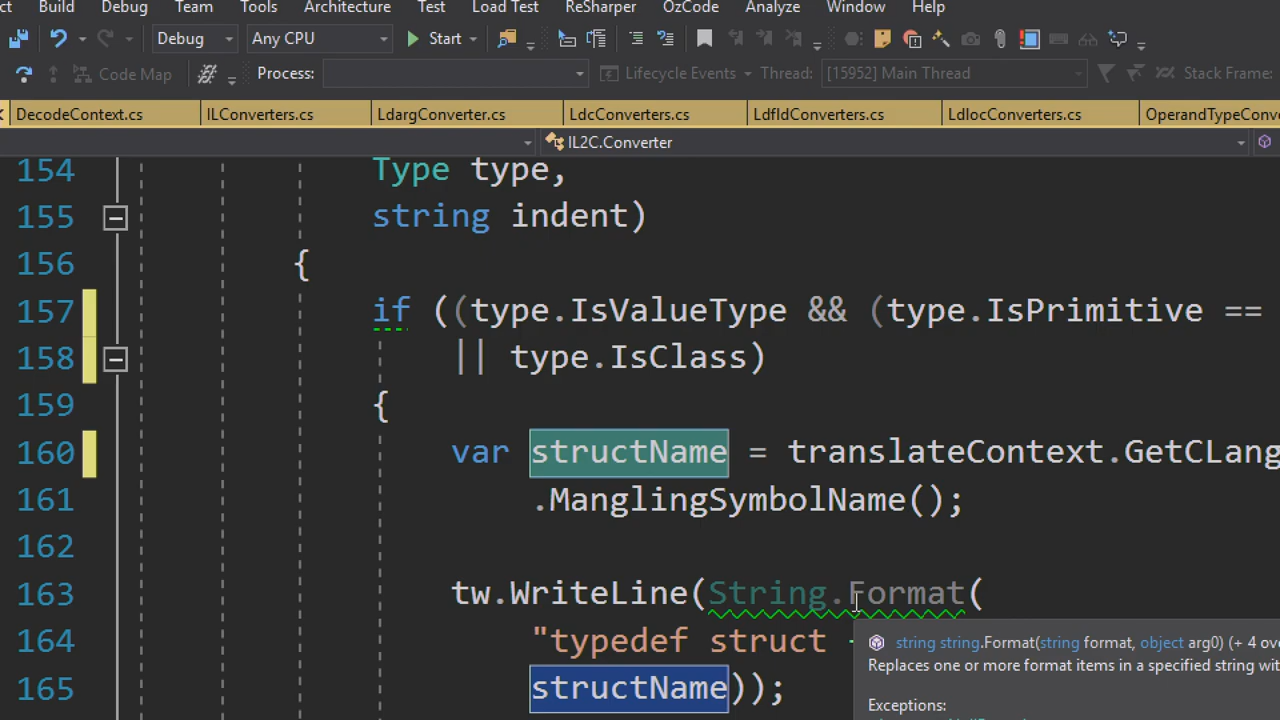 ct Build Debug Team Tools Architecture Test Load Test ReSharper OzCode Analyze Window Help
Debug Any CPU Start
Code Map Process: Lifecycle Events Thread: [15952] Main Thread Stack Frame:
DecodeContext.cs ILConverters.cs LdargConverter.cs LdcConverters.cs LdfldConverters.cs LdlocConverters.cs OperandTypeConve
IL2C.Converter
154 Type type,
155 string indent)
156 {
157 if ((type.IsValueType && (type.IsPrimitive ==
158 || type.IsClass)
159 {
160 var structName = translateContext.GetCLang
161 .ManglingSymbolName();
162
163 tw.WriteLine(String.Format(
164 "typedef struct
165 structName));
string string.Format(string format, object arg0) (+ 4 ove
Replaces one or more format items in a specified string wit
Exceptions: